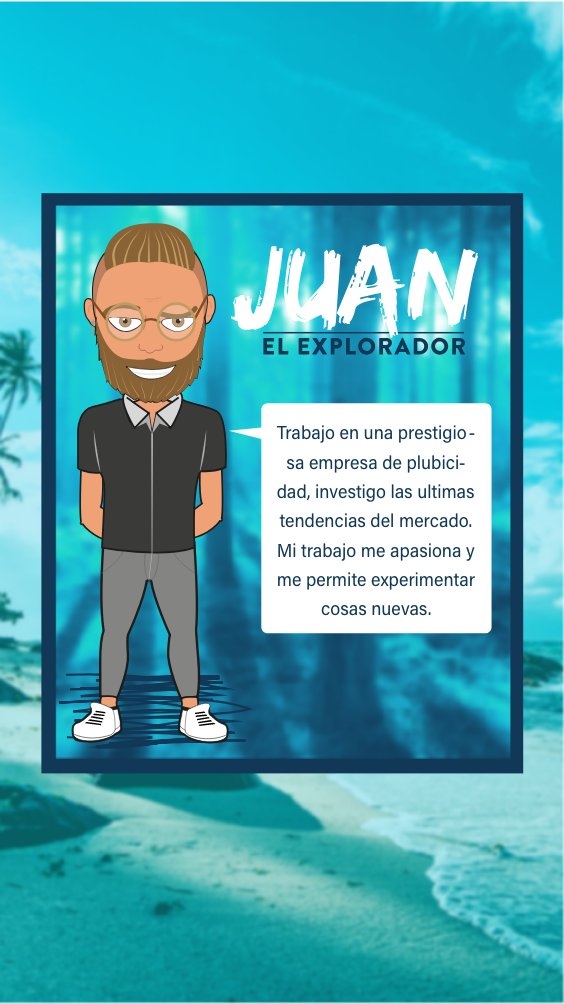 JUAN
EL EXPLORADOR
Trabajo en una prestigio-
sa empresa de plubici-
dad, investigo las ultimas
tendencias del mercado.
Mi trabajo me apasiona y
me permite experimentar
cosas nuevas.